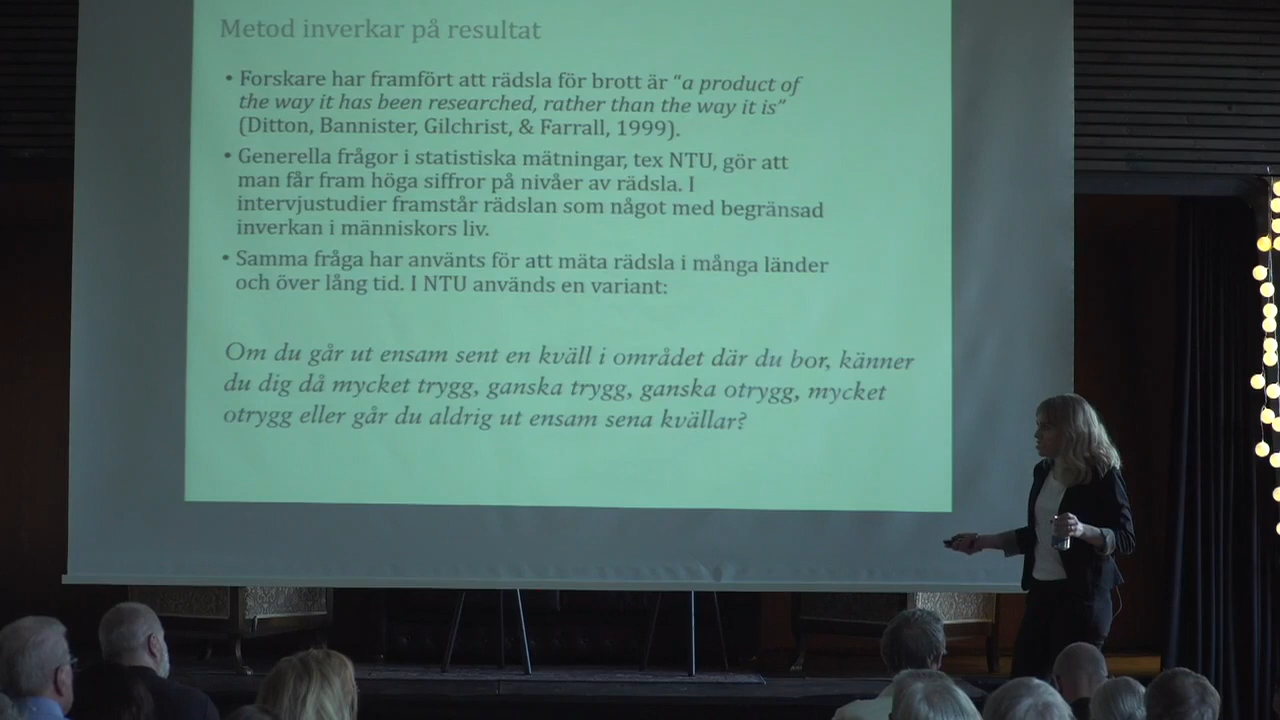 Metod inverkar på resultat
• Forskare har framfört att rädsla för brott är "a product of
the way it has been researched, rather than the way it is"
(Ditton, Bannister, Gilchrist, & Farrall, 1999).
• Generella frågor i statistiska mätningar, tex NTU, gör att
man får fram höga siffror på nivåer av rädsla. I
intervjustudier framstår rädslan som något med begränsad
inverkan i människors liv.
• Samma fråga har använts för att mäta rädsla i många länder
och över lång tid. I NTU används en variant:
Om du går ut ensam sent en kväll i området där du bor, känner
du dig då mycket trygg, ganska trygg, ganska otrygg, mycket
otrygg eller går du aldrig ut ensam sena kvällar?